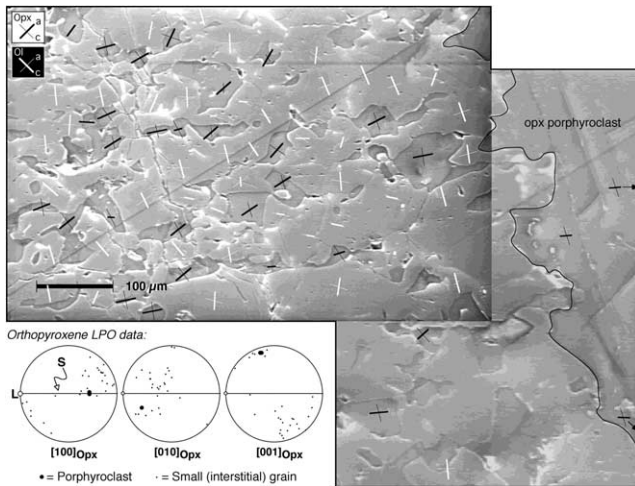 Opx a
c
Ol a
c
opx porphyroclast
100 µm
Orthopyroxene LPO data:
S
L
[100]Opx [010]Opx [001]Opx
• = Porphyroclast · = Small (interstitial) grain